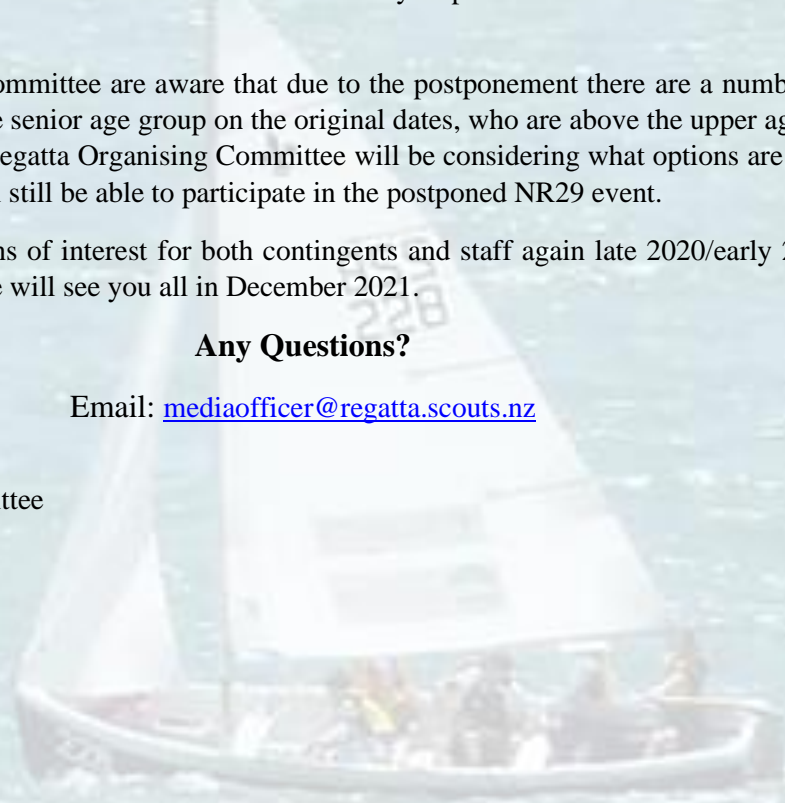 ommittee are aware that due to the postponement there are a numb
e senior age group on the original dates, who are above the upper ag
egatta Organising Committee will be considering what options are
still be able to participate in the postponed NR29 event.
ns of interest for both contingents and staff again late 2020/early 2
e will see you all in December 2021.
228
Any Questions?
Email: mediaofficer@regatta.scouts.nz
ttee